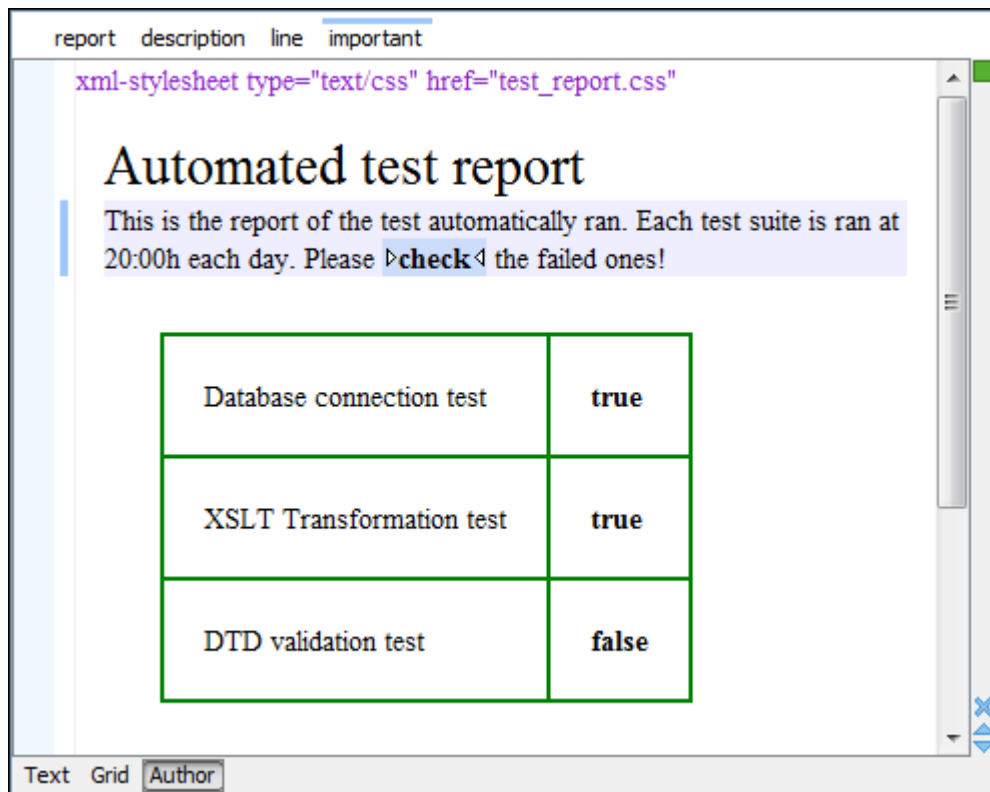 report description line important
xml-stylesheet type="text/css" href="test_report.css"
Automated test report
This is the report of the test automatically ran. Each test suite is ran at
20:00h each day. Please check the failed ones!
Database connection test true
XSLT Transformation test true
DTD validation test false
Text Grid Author